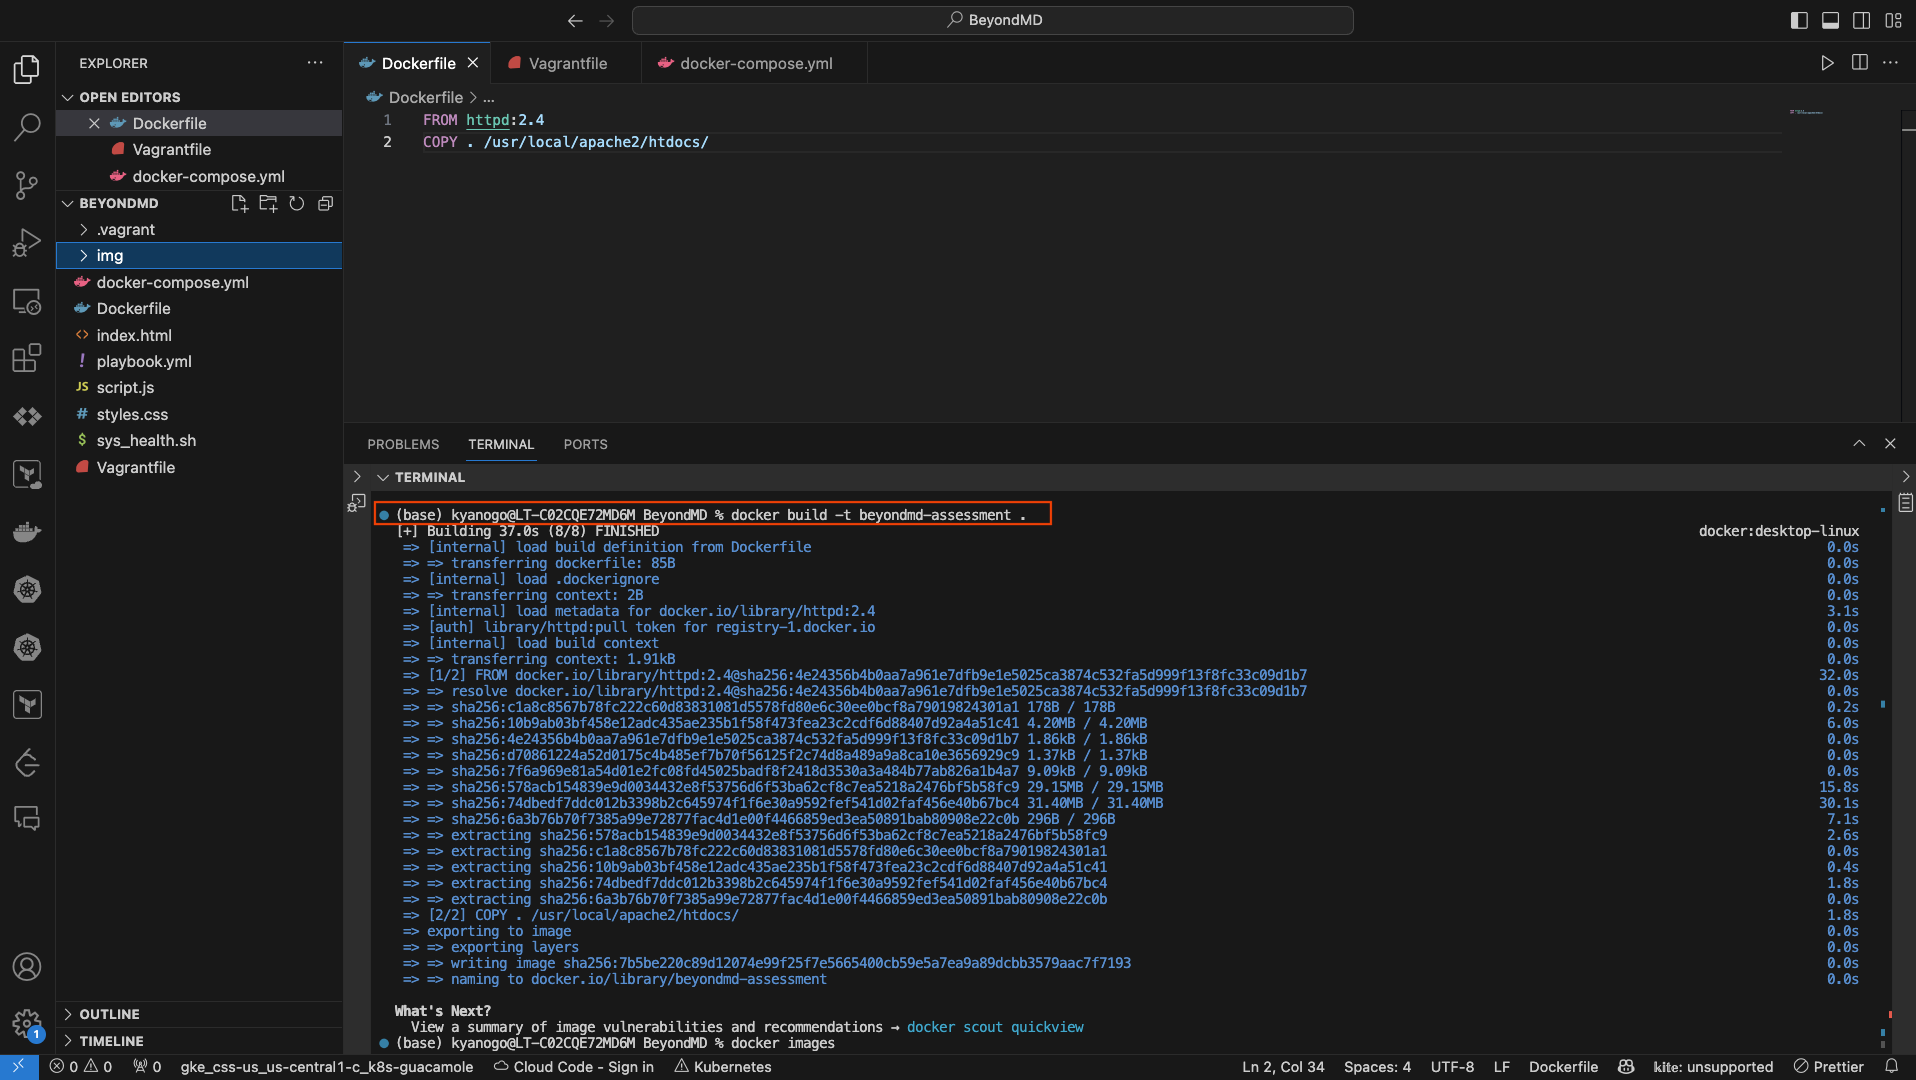 BeyondMD
EXPLORER
OPEN EDITORS
Dockerfile
Vagrantfile
docker-compose.yml
BEYONDMD
.vagrant
img
docker-compose.yml
Dockerfile
index.html
playbook.yml
JS script.js
# styles.css
$ sys_health.sh
Vagrantfile
OUTLINE
TIMELINE
Dockerfile
Vagrantfile
docker-compose.yml
Dockerfile > ...
1 FROM httpd:2.4
2 COPY . /usr/local/apache2/htdocs/
PROBLEMS TERMINAL PORTS
TERMINAL
(base) kyanogo@LT-C02CQE72MD6M BeyondMD % docker build -t beyondmd-assessment .
[+] Building 37.0s (8/8) FINISHED docker:desktop-linux
=> [internal] load build definition from Dockerfile 0.0s
=> => transferring dockerfile: 85B 0.0s
=> [internal] load .dockerignore 0.0s
=> => transferring context: 2B 0.0s
=> [internal] load metadata for docker.io/library/httpd:2.4 3.1s
=> [auth] library/httpd:pull token for registry-1.docker.io 0.0s
=> [internal] load build context 0.0s
=> => transferring context: 1.91kB 0.0s
=> [1/2] FROM docker.io/library/httpd:2.4@sha256:4e24356b4b0aa7a961e7dfb9e1e5025ca3874c532fa5d999f13f8fc33c09d1b7 32.0s
=> => resolve docker.io/library/httpd:2.4@sha256:4e24356b4b0aa7a961e7dfb9e1e5025ca3874c532fa5d999f13f8fc33c09d1b7 0.0s
=> => sha256:c1a8c8567b78fc222c60d83831081d5578fd80e6c30ee0bcf8a79019824301a1 178B / 178B 0.2s
=> => sha256:10b9ab03bf458e12adc435ae235b1f58f473fea23c2cdf6d88407d92a4a51c41 4.20MB / 4.20MB 6.0s
=> => sha256:4e24356b4b0aa7a961e7dfb9e1e5025ca3874c532fa5d999f13f8fc33c09d1b7 1.86kB / 1.86kB 0.0s
=> => sha256:d70861224a52d0175c4b485ef7b70f56125f2c74d8a489a9a8ca10e3656929c9 1.37kB / 1.37kB 0.0s
=> => sha256:7f6a969e81a54d01e2fc08fd45025badf8f2418d3530a3a484b77ab826a1b4a7 9.09kB / 9.09kB 0.0s
=> => sha256:578acb154839e9d0034432e8f53756d6f53ba62cf8c7ea5218a2476bf5b58fc9 29.15MB / 29.15MB 15.8s
=> => sha256:74dbedf7ddc012b3398b2c645974f1f6e30a9592fef541d02faf456e40b67bc4 31.40MB / 31.40MB 30.1s
=> => sha256:6a3b76b70f7385a99e72877fac4d1e00f4466859ed3ea50891bab80908e22c0b 296B / 296B 7.1s
=> => extracting sha256:578acb154839e9d0034432e8f53756d6f53ba62cf8c7ea5218a2476bf5b58fc9 2.6s
=> => extracting sha256:c1a8c8567b78fc222c60d83831081d5578fd80e6c30ee0bcf8a79019824301a1 0.0s
=> => extracting sha256:10b9ab03bf458e12adc435ae235b1f58f473fea23c2cdf6d88407d92a4a51c41 0.4s
=> => extracting sha256:74dbedf7ddc012b3398b2c645974f1f6e30a9592fef541d02faf456e40b67bc4 1.8s
=> => extracting sha256:6a3b76b70f7385a99e72877fac4d1e00f4466859ed3ea50891bab80908e22c0b 0.0s
=> [2/2] COPY . /usr/local/apache2/htdocs/ 1.8s
=> exporting to image 0.0s
=> => exporting layers 0.0s
=> => writing image sha256:7b5be220c89d12074e99f25f7e5665400cb59e5a7ea9a89dcbb3579aac7f7193 0.0s
=> => naming to docker.io/library/beyondmd-assessment 0.0s
What's Next?
View a summary of image vulnerabilities and recommendations → docker scout quickview
(base) kyanogo@LT-C02CQE72MD6M BeyondMD % docker images
1
0 0 0 gke_css-us_us-central1-c_k8s-guacamole Cloud Code - Sign in Kubernetes Ln 2, Col 34 Spaces: 4 UTF-8 LF Dockerfile kite: unsupported Prettier